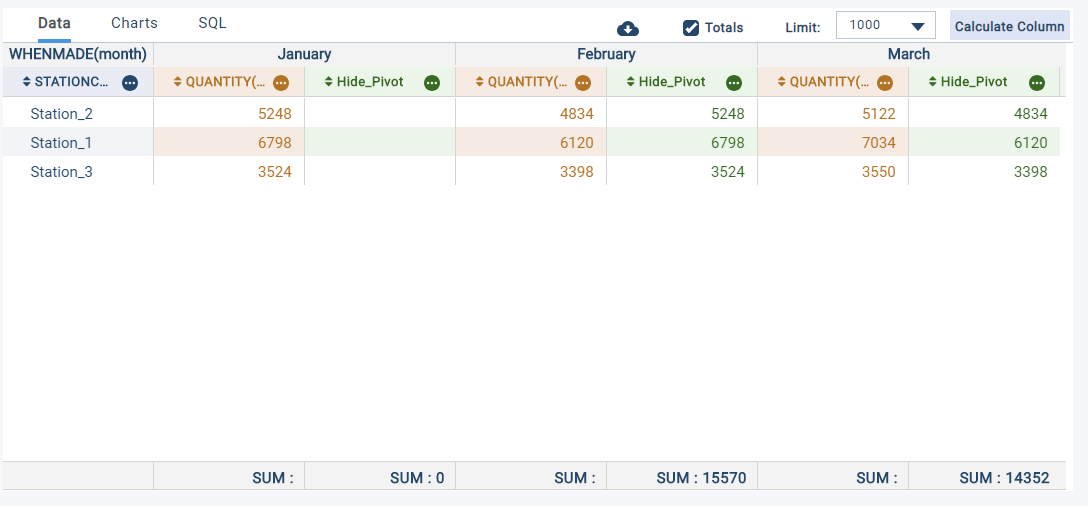 Data Charts SQL Totals Limit: 1000 Calculate Column
WHENMADE(month) January February March
STATIONC... QUANTITY(... Hide_Pivot QUANTITY(... Hide_Pivot QUANTITY(... Hide_Pivot
Station_2 5248 4834 5248 5122 4834
Station_1 6798 6120 6798 7034 6120
Station_3 3524 3398 3524 3550 3398
SUM : SUM : 0 SUM : SUM : 15570 SUM : SUM : 14352